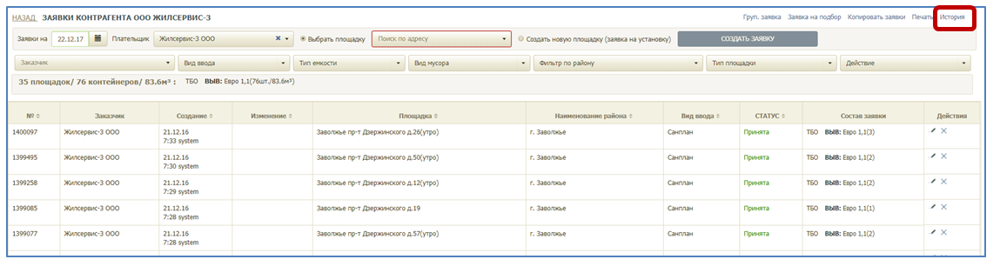 НАЗАД ЗАЯВКИ КОНТРАГЕНТА ООО ЖИЛСЕРВИС-3 Груп. заявка Заявка на подбор Копировать заявки Печать История
Заявки на 22.12.17 Плательщик Жилсервис-3 ООО Выбрать площадку Поиск по адресу Создать новую площадку (заявка на установку) СОЗДАТЬ ЗАЯВКУ
Заказчик Вид ввода Тип емкости Вид мусора Фильтр по району Тип площадки Действие
35 площадок/ 76 контейнеров/ 83.6м³ : ТБО ВЫВ: Евро 1,1(76шт./83.6м³)
№ Заказчик Создание Изменение Площадка Наименование района Вид ввода СТАТУС Состав заявки Действия
1400097 Жилсервис-3 ООО 21.12.16 Заволжье пр-т Дзержинского д.26(утро) г. Заволжье Санплан Принята ТБО ВЫВ: Евро 1,1(3)
7:33 system
1399495 Жилсервис-3 ООО 21.12.16 Заволжье пр-т Дзержинского д.50(утро) г. Заволжье Санплан Принята ТБО ВЫВ: Евро 1,1(2)
7:30 system
1399258 Жилсервис-3 ООО 21.12.16 Заволжье пр-т Дзержинского д.12(утро) г. Заволжье Санплан Принята ТБО ВЫВ: Евро 1,1(2)
7:29 system
1399085 Жилсервис-3 ООО 21.12.16 Заволжье пр-т Дзержинского д.19 г. Заволжье Санплан Принята ТБО ВЫВ: Евро 1,1(1)
7:28 system
1399077 Жилсервис-3 ООО 21.12.16 Заволжье пр-т Дзержинского д.57(утро) г. Заволжье Санплан Принята ТБО ВЫВ: Евро 1,1(2)
7:28 system